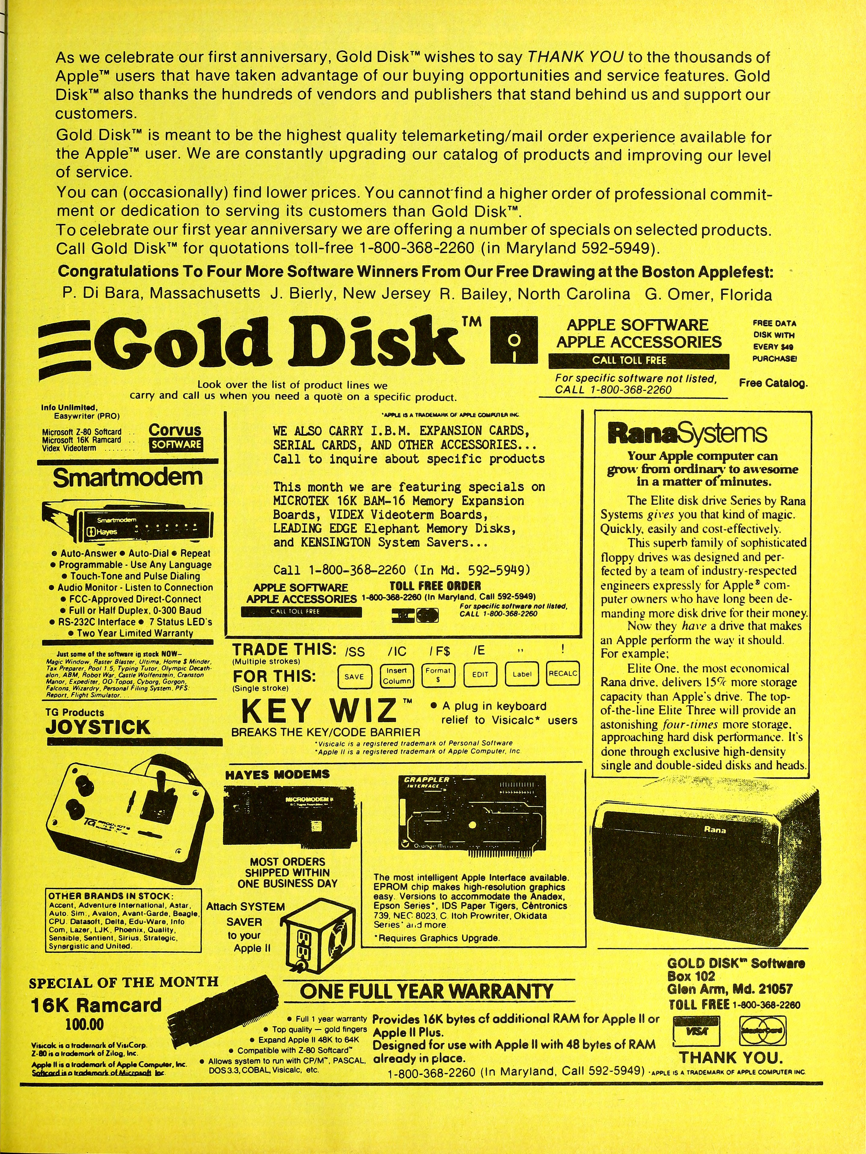 As we celebrate our first anniversary, Gold Disk™ wishes to say THANK YOU to the thousands of
Apple™ users that have taken advantage of our buying opportunities and service features. Gold
Disk™ also thanks the hundreds of vendors and publishers that stand behind us and support our
customers.
Gold Disk™ is meant to be the highest quality telemarketing/mail order experience available for
the Apple™ user. We are constantly upgrading our catalog of products and improving our level
of service.
You can (occasionally) find lower prices. You cannot find a higher order of professional commit-
ment or dedication to serving its customers than Gold Disk™.
To celebrate our first year anniversary we are offering a number of specials on selected products.
Call Gold Disk™ for quotations toll-free 1-800-368-2260 (in Maryland 592-5949).
Congratulations To Four More Software Winners From Our Free Drawing at the Boston Applefest:
P. Di Bara, Massachusetts J. Bierly, New Jersey R. Bailey, North Carolina G. Omer, Florida
Gold Disk™
APPLE SOFTWARE
APPLE ACCESSORIES
CALL TOLL FREE
For specific software not listed,
CALL 1-800-368-2260
FREE DATA
DISK WITH
EVERY $49
PURCHASE!
Free Catalog.
Look over the list of product lines we
carry and call us when you need a quote on a specific product.
Info Unlimited,
Easywriter (PRO)
Microsoft Z-80 Softcard . .
Microsoft 16K Ramcard . .
Videx Videoterm . . . . . . . .
Corvus
SOFTWARE
Smartmodem
Smartmodem
Hayes
● Auto-Answer ● Auto-Dial ● Repeat
● Programmable - Use Any Language
● Touch-Tone and Pulse Dialing
● Audio Monitor - Listen to Connection
● FCC-Approved Direct-Connect
● Full or Half Duplex, 0-300 Baud
● RS-232C Interface ● 7 Status LED's
● Two Year Limited Warranty
Just some of the software in stock NOW–
Magic Window, Raster Blaster, Ultima, Home $ Minder,
Tax Preparer, Pool 1.5, Typing Tutor, Olympic Decath-
elon, ABM, Robot War, Castle Wolfenstein, Cranston
Manor, Expediter, OO-Topos, Cyborg, Gorgon,
Falcons, Wizardry, Personal Filing System, PFS:
Report, Flight Simulator. . .
TG Products
JOYSTICK
TG
OTHER BRANDS IN STOCK:
Accent, Adventure International, Astar,
Auto. Sim., Avalon, Avant-Garde, Beagle,
CPU. Datasoft, Delta, Edu-Ware, Info
Com, Lazer, LJK, Phoenix, Quality,
Sensible, Sentient, Sirius, Strategic,
Synergistic and United.
*APPLE IS A TRADEMARK OF APPLE COMPUTER INC.
WE ALSO CARRY I.B.M. EXPANSION CARDS,
SERIAL CARDS, AND OTHER ACCESSORIES...
Call to inquire about specific products
This month we are featuring specials on
MICROTEK 16K BAM-16 Memory Expansion
Boards, VIDEX Videoterm Boards,
LEADING EDGE Elephant Memory Disks,
and KENSINGTON System Savers...
Call 1-800-368-2260 (In Md. 592-5949)
APPLE SOFTWARE
APPLE ACCESSORIES
CALL TOLL FREE
TOLL FREE ORDER
1-800-368-2260 (In Maryland, Call 592-5949)
For specific software not listed,
CALL 1-800-368-2260
TRADE THIS: /SS /IC /F$ /E ,, !
(Multiple strokes)
FOR THIS: SAVE Insert Column Format $ EDIT Label RECALC
(Single stroke)
KEY WIZ™
● A plug in keyboard
relief to Visicalc* users
BREAKS THE KEY/CODE BARRIER
*Visicalc is a registered trademark of Personal Software
*Apple II is a registered trademark of Apple Computer, Inc.
HAYES MODEMS
MICROMODEM II
MOST ORDERS
SHIPPED WITHIN
ONE BUSINESS DAY
Attach SYSTEM
SAVER
to your
Apple II
GRAPPLER
INTERFACE
The most intelligent Apple Interface available.
EPROM chip makes high-resolution graphics
easy. Versions to accommodate the Anadex,
Epson Series*, IDS Paper Tigers, Centronics
739, NEC 8023, C. Itoh Prowriter, Okidata
Series* and more.
*Requires Graphics Upgrade.
RanaSystems
Your Apple computer can
grow from ordinary to awesome
in a matter of minutes.
The Elite disk drive Series by Rana
Systems gives you that kind of magic.
Quickly, easily and cost-effectively.
This superb family of sophisticated
floppy drives was designed and per-
fected by a team of industry-respected
engineers expressly for Apple® com-
puter owners who have long been de-
manding more disk drive for their money.
Now they have a drive that makes
an Apple perform the way it should.
For example;
Elite One, the most economical
Rana drive, delivers 15% more storage
capacity than Apple's drive. The top-
of-the-line Elite Three will provide an
astonishing four-times more storage,
approaching hard disk performance. It's
done through exclusive high-density
single and double-sided disks and heads.
Rana
SPECIAL OF THE MONTH
16K Ramcard
100.00
Visicalc is a trademark of VisiCorp.
Z-80 is a trademark of Zilog, Inc.
Apple II is a trademark of Apple Computer, Inc.
Softcard is a trademark of Microsoft Inc.
ONE FULL YEAR WARRANTY
● Full 1 year warranty
● Top quality — gold fingers
● Expand Apple II 48K to 64K
● Compatible with Z-80 Softcard™
● Allows system to run with CP/M™, PASCAL,
DOS 3.3, COBAL, Visicalc, etc.
Provides 16K bytes of additional RAM for Apple II or
Apple II Plus.
Designed for use with Apple II with 48 bytes of RAM
already in place.
1-800-368-2260 (In Maryland, Call 592-5949)
GOLD DISK™ Software
Box 102
Glen Arm, Md. 21057
TOLL FREE 1-800-368-2260
VISA MasterCard
THANK YOU.
*APPLE IS A TRADEMARK OF APPLE COMPUTER INC.